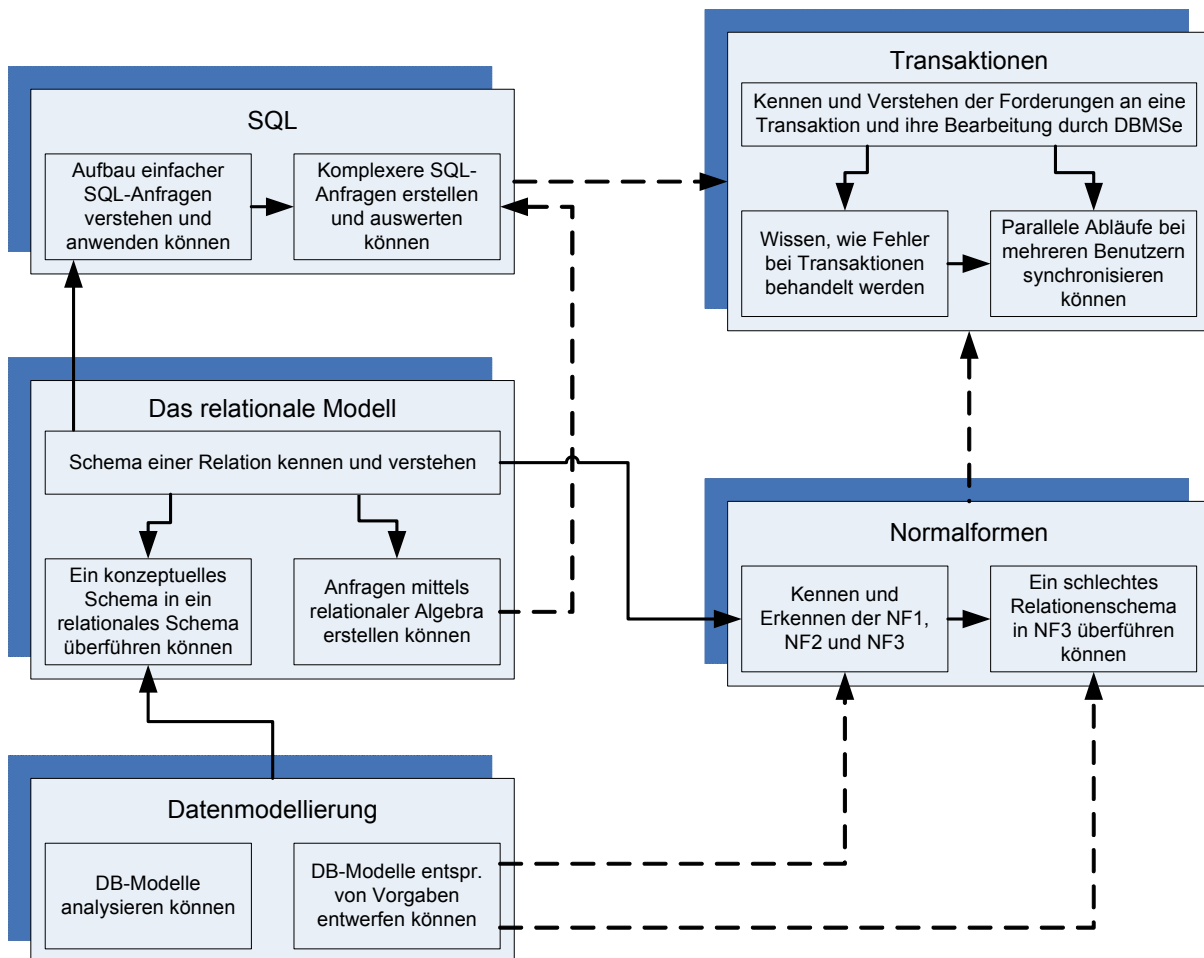 SQL
Aufbau einfacher
SQL-Anfragen
verstehen und
anwenden können
Komplexere SQL-
Anfragen erstellen
und auswerten
können
Transaktionen
Kennen und Verstehen der Forderungen an eine
Transaktion und ihre Bearbeitung durch DBMSe
Wissen, wie Fehler
bei Transaktionen
behandelt werden
Parallele Abläufe bei
mehreren Benutzern
synchronisieren
können
Das relationale Modell
Schema einer Relation kennen und verstehen
Ein konzeptuelles
Schema in ein
relationales Schema
überführen können
Anfragen mittels
relationaler Algebra
erstellen können
Normalformen
Kennen und
Erkennen der NF1,
NF2 und NF3
Ein schlechtes
Relationenschema
in NF3 überführen
können
Datenmodellierung
DB-Modelle
analysieren können
DB-Modelle entspr.
von Vorgaben
entwerfen können